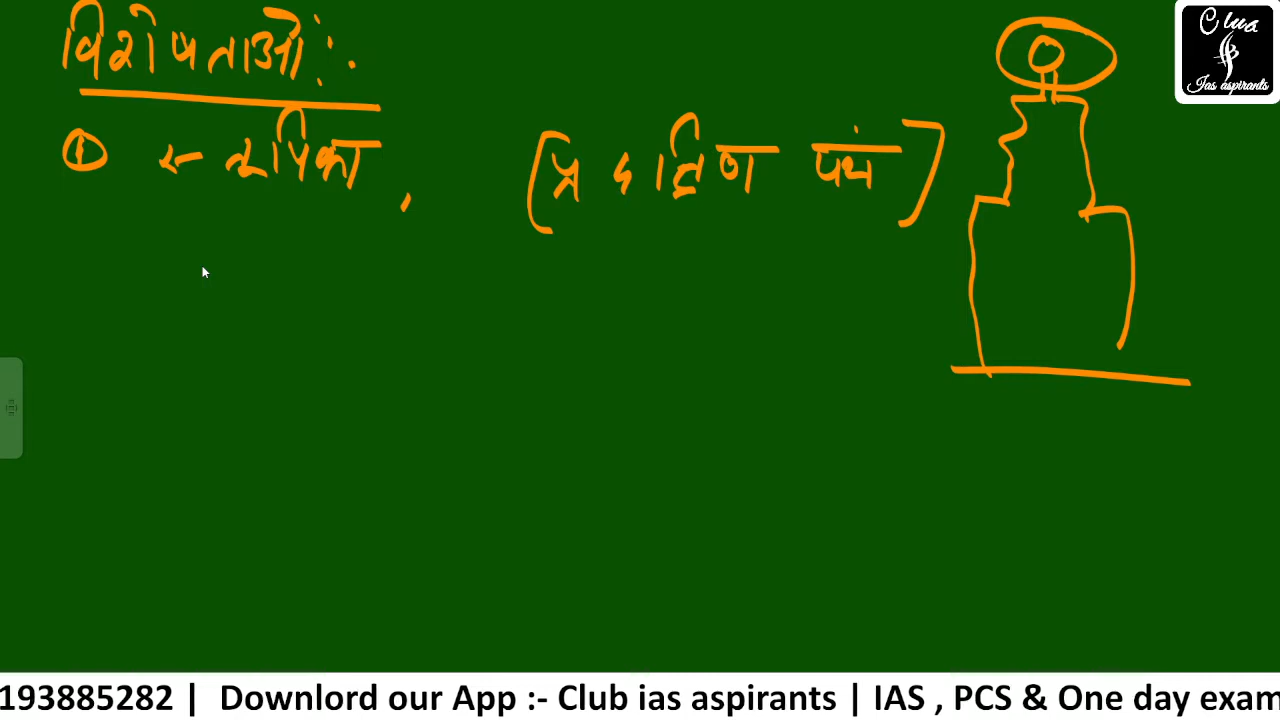 विशेषताओं :-
① स्तूपिका , [प्रदक्षिण पथ]
Club
Ias aspirants
193885282 | Downlord our App :- Club ias aspirants | IAS , PCS & One day exam